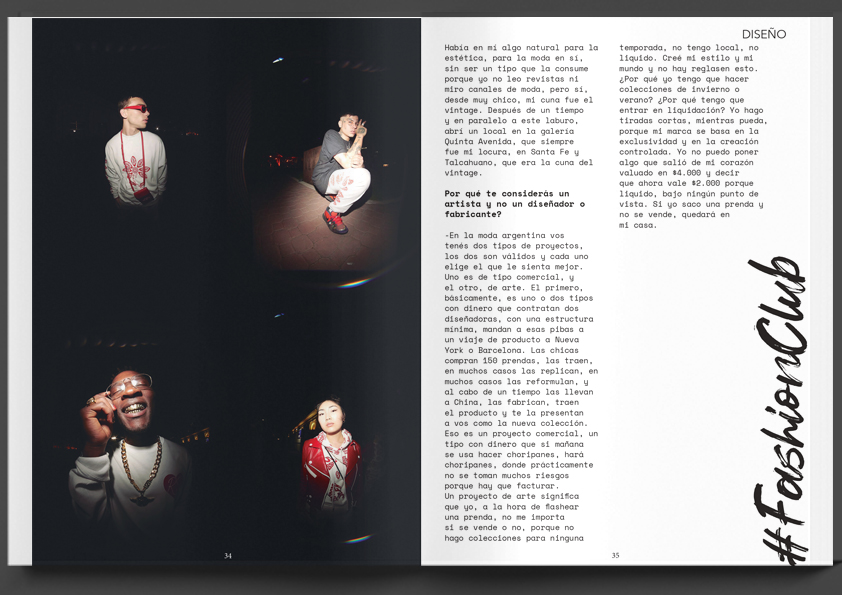 DISEÑO
Había en mí algo natural para la
estética, para la moda en sí,
sin ser un tipo que la consume
porque yo no leo revistas ni
miro canales de moda, pero sí,
desde muy chico, mi cuna fue el
vintage. Después de un tiempo
y en paralelo a este laburo,
abrí un local en la galería
Quinta Avenida, que siempre
fue mi locura, en Santa Fe y
Talcahuano, que era la cuna del
vintage.
Por qué te considerás un
artista y no un diseñador o
fabricante?
-En la moda argentina vos
tenés dos tipos de proyectos,
los dos son válidos y cada uno
elige el que le sienta mejor.
Uno es de tipo comercial, y
el otro, de arte. El primero,
básicamente, es uno o dos tipos
con dinero que contratan dos
diseñadoras, con una estructura
mínima, mandan a esas pibas a
un viaje de producto a Nueva
York o Barcelona. Las chicas
compran 150 prendas, las traen,
en muchos casos las replican, en
muchos casos las reformulan, y
al cabo de un tiempo las llevan
a China, las fabrican, traen
el producto y te la presentan
a vos como la nueva colección.
Eso es un proyecto comercial, un
tipo con dinero que si mañana
se usa hacer choripanes, hará
choripanes, donde prácticamente
no se toman muchos riesgos
porque hay que facturar.
Un proyecto de arte significa
que yo, a la hora de flashear
una prenda, no me importa
si se vende o no, porque no
hago colecciones para ninguna
temporada, no tengo local, no
liquido. Creé mi estilo y mi
mundo y no hay reglasen esto.
¿Por qué yo tengo que hacer
colecciones de invierno o
verano? ¿Por qué tengo que
entrar en liquidación? Yo hago
tiradas cortas, mientras pueda,
porque mi marca se basa en la
exclusividad y en la creación
controlada. Yo no puedo poner
algo que salió de mi corazón
valuado en $4.000 y decir
que ahora vale $2.000 porque
liquido, bajo ningún punto de
vista. Si yo saco una prenda y
no se vende, quedará en
mi casa.
#FashionClub
34
35